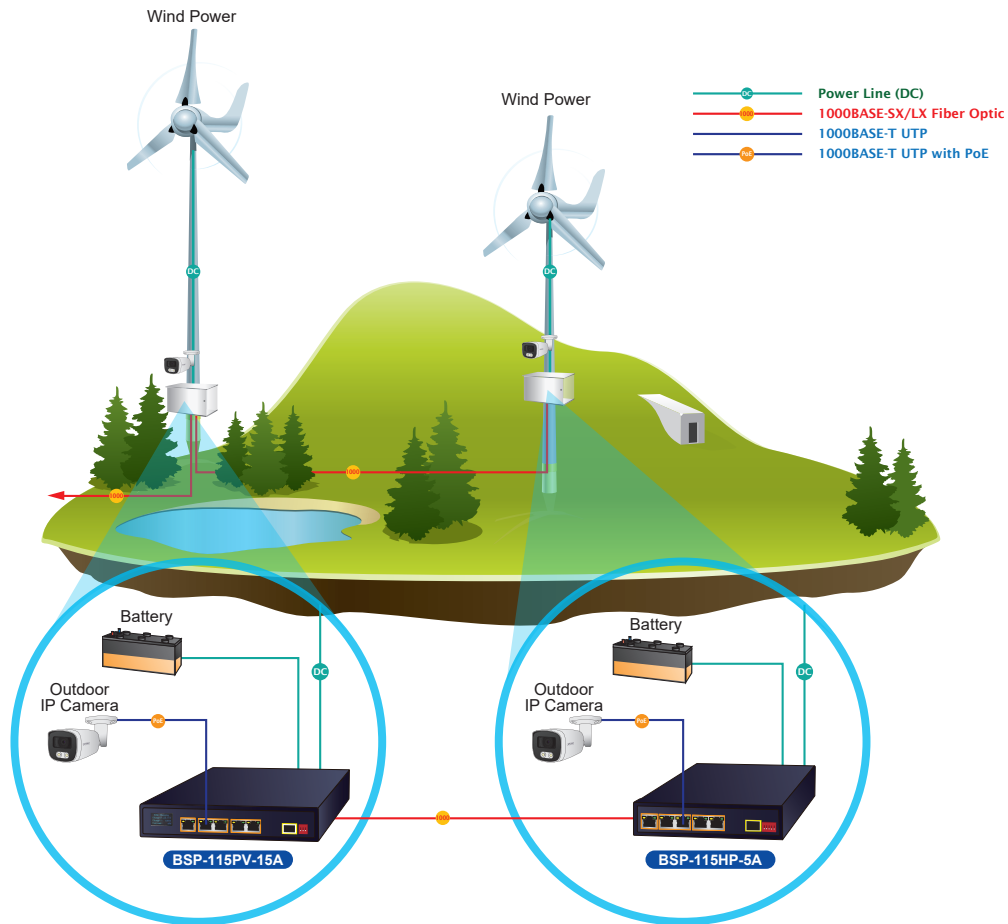 Wind Power
Wind Power
DC
Power Line (DC)
1000
1000BASE-SX/LX Fiber Optic
1000BASE-T UTP
PoE
1000BASE-T UTP with PoE
DC
DC
1000
1000
Battery
Battery
DC
DC
Outdoor
IP Camera
Outdoor
IP Camera
PoE
PoE
1000
BSP-115PV-15A
BSP-115HP-5A